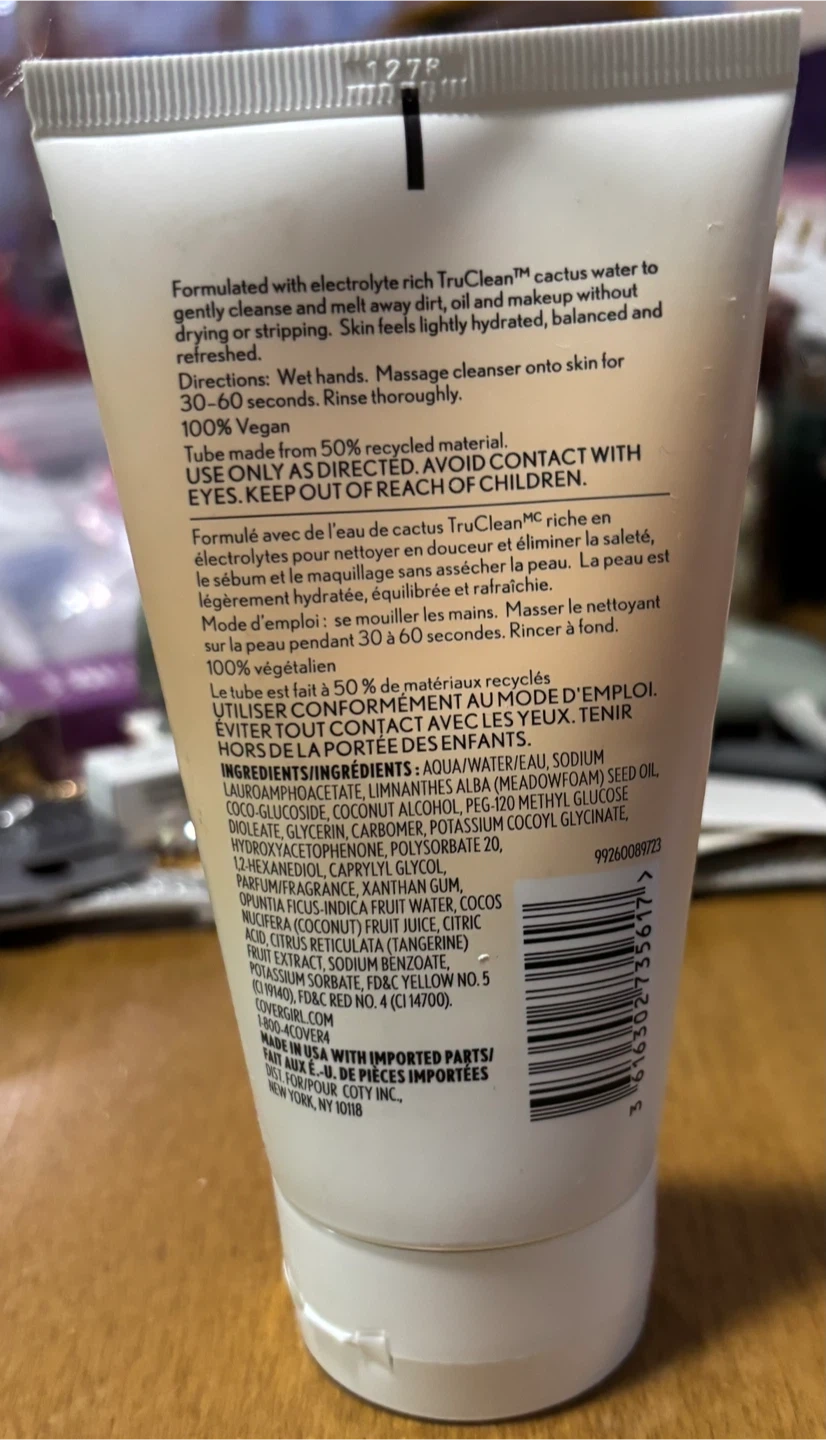 127R
Formulated with electrolyte rich TruClean™ cactus water to
gently cleanse and melt away dirt, oil and makeup without
drying or stripping. Skin feels lightly hydrated, balanced and
refreshed.
Directions: Wet hands. Massage cleanser onto skin for
30-60 seconds. Rinse thoroughly.
100% Vegan
Tube made from 50% recycled material.
USE ONLY AS DIRECTED. AVOID CONTACT WITH
EYES. KEEP OUT OF REACH OF CHILDREN.
Formulé avec de l'eau de cactus TruCleanMC riche en
électrolytes pour nettoyer en douceur et éliminer la saleté,
le sébum et le maquillage sans assécher la peau. La peau est
légèrement hydratée, équilibrée et rafraîchie.
Mode d'emploi : se mouiller les mains. Masser le nettoyant
sur la peau pendant 30 à 60 secondes. Rincer à fond.
100% végétalien
Le tube est fait à 50 % de matériaux recyclés
UTILISER CONFORMÉMENT AU MODE D'EMPLOI.
ÉVITER TOUT CONTACT AVEC LES YEUX. TENIR
HORS DE LA PORTÉE DES ENFANTS.
INGREDIENTS/INGRÉDIENTS : AQUA/WATER/EAU, SODIUM
LAUROAMPHOACETATE, LIMNANTHES ALBA (MEADOWFOAM) SEED OIL,
COCO-GLUCOSIDE, COCONUT ALCOHOL, PEG-120 METHYL GLUCOSE
DIOLEATE, GLYCERIN, CARBOMER, POTASSIUM COCOYL GLYCINATE,
HYDROXYACETOPHENONE, POLYSORBATE 20,
1,2-HEXANEDIOL, CAPRYLYL GLYCOL,
PARFUM/FRAGRANCE, XANTHAN GUM,
OPUNTIA FICUS-INDICA FRUIT WATER, COCOS
NUCIFERA (COCONUT) FRUIT JUICE, CITRIC
ACID, CITRUS RETICULATA (TANGERINE)
FRUIT EXTRACT, SODIUM BENZOATE,
POTASSIUM SORBATE, FD&C YELLOW NO. 5
(CI 19140), FD&C RED NO. 4 (CI 14700).
COVERGIRL.COM
1-800-4COVER4
MADE IN USA WITH IMPORTED PARTS/
FAIT AUX É.-U. DE PIÈCES IMPORTÉES
DIST. FOR/POUR COTY INC.,
NEW YORK, NY 10118
99260089723
3 616302 735617 >